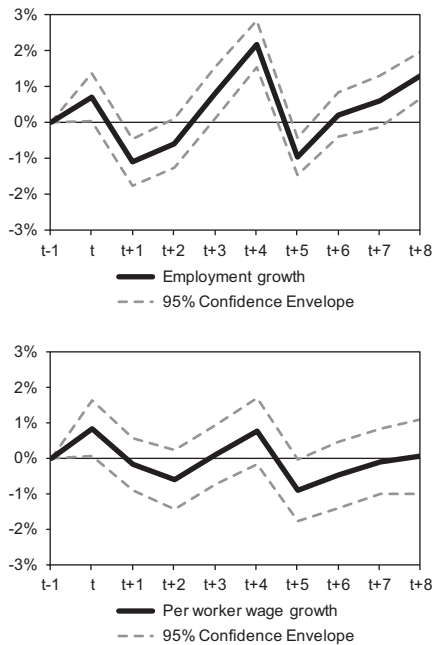 3%
2%
1%
0%
-1%
-2%
-3%
t-1 t t+1 t+2 t+3 t+4 t+5 t+6 t+7 t+8
Employment growth
95% Confidence Envelope
3%
2%
1%
0%
-1%
-2%
-3%
t-1 t t+1 t+2 t+3 t+4 t+5 t+6 t+7 t+8
Per worker wage growth
95% Confidence Envelope